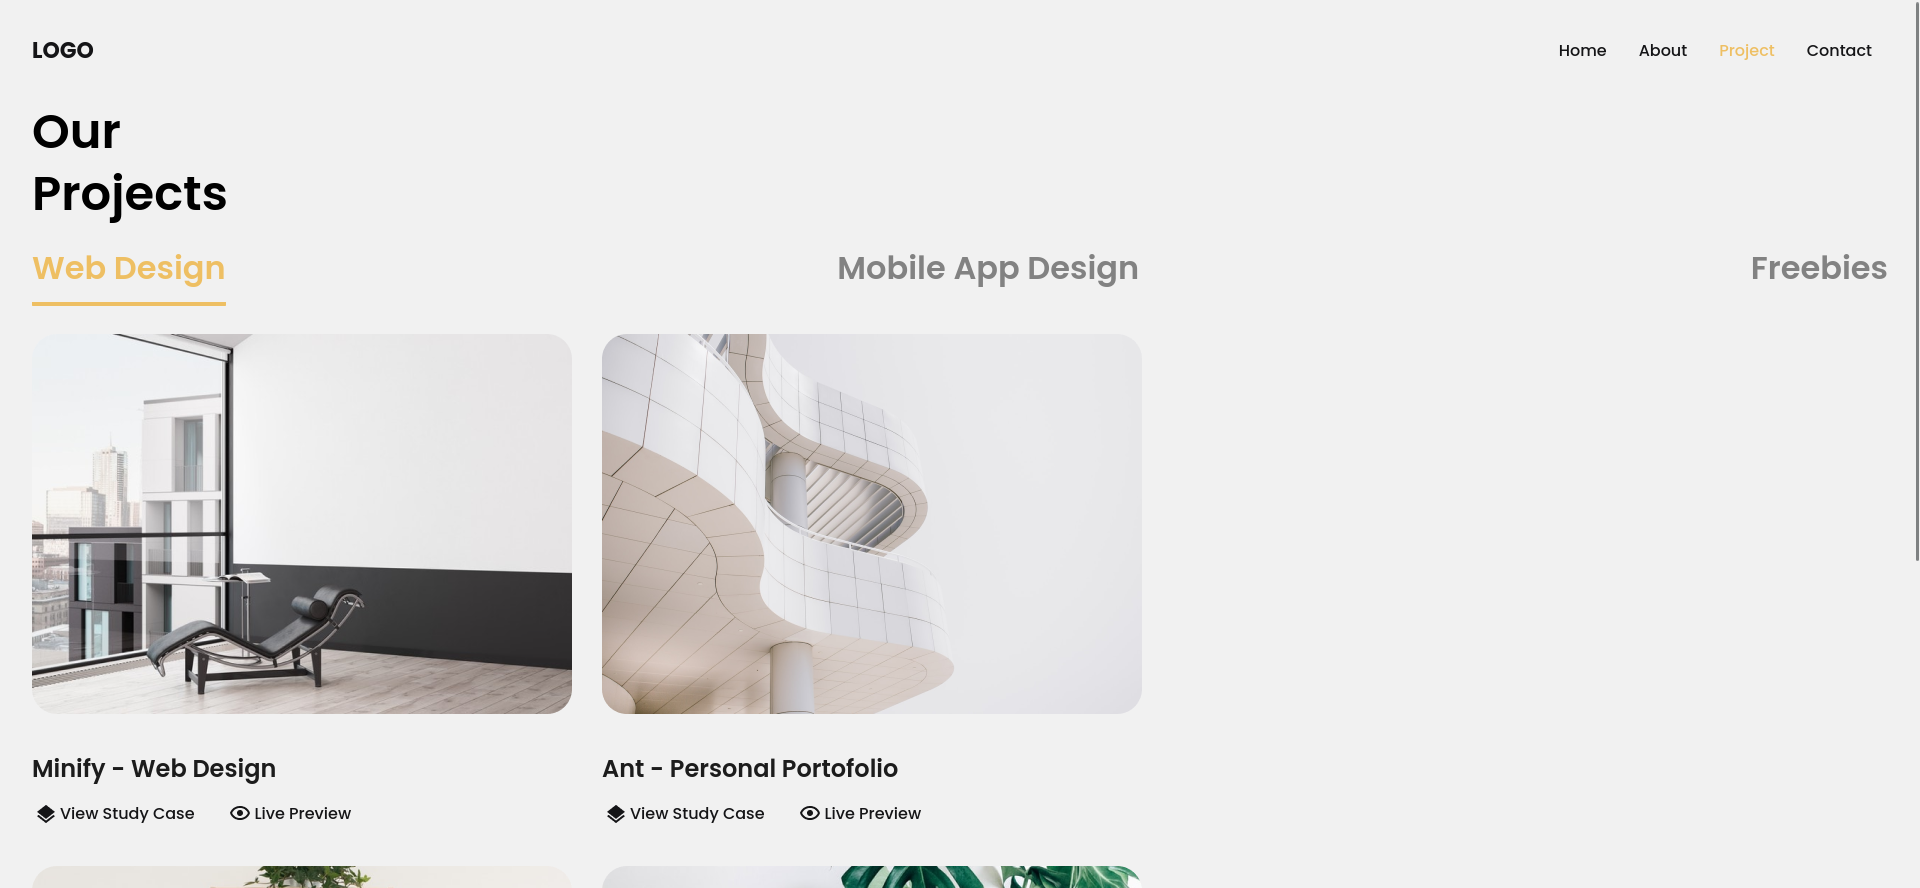 LOGO
Home About Project Contact
Our
Projects
Web Design Mobile App Design Freebies
Minify - Web Design
View Study Case Live Preview
Ant - Personal Portofolio
View Study Case Live Preview